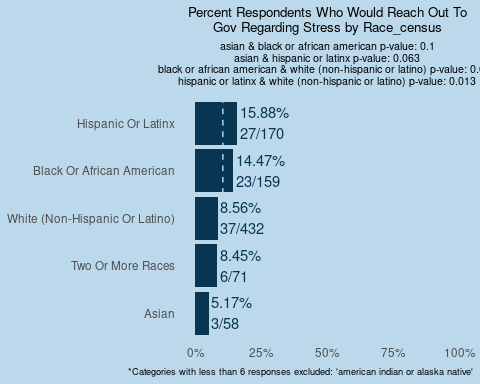 Percent Respondents Who Would Reach Out To
Gov Regarding Stress by Race_census
asian & black or african american p-value: 0.1
asian & hispanic or latinx p-value: 0.063
black or african american & white (non-hispanic or latino) p-value:
hispanic or latinx & white (non-hispanic or latino) p-value: 0.013
Hispanic Or Latinx
15.88%
27/170
Black Or African American
14.47%
23/159
White (Non-Hispanic Or Latino)
8.56%
37/432
Two Or More Races
8.45%
6/71
Asian
5.17%
3/58
0% 25% 50% 75% 100%
*Categories with less than 6 responses excluded: 'american indian or alaska native'